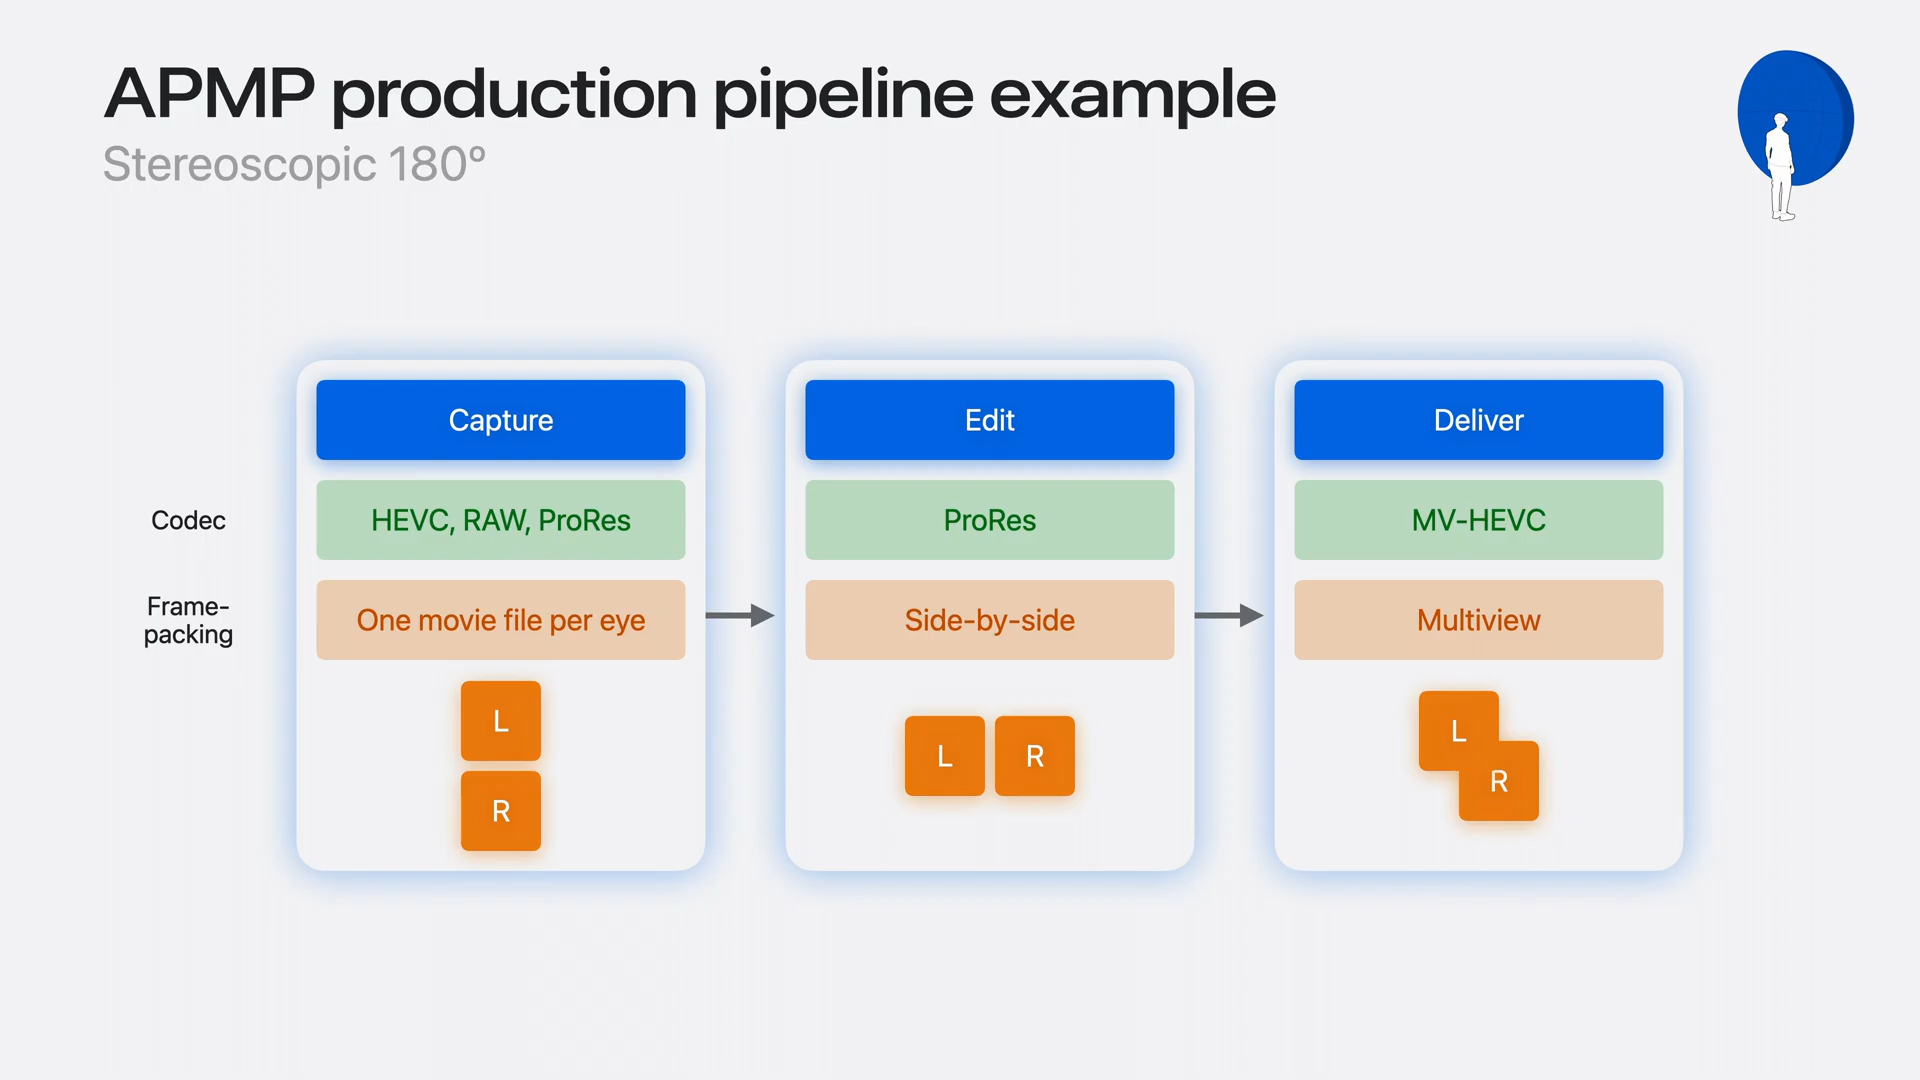 APMP production pipeline example
Stereoscopic 180º
Capture
Edit
Deliver
Codec
HEVC, RAW, ProRes
ProRes
MV-HEVC
Frame-
packing
One movie file per eye
Side-by-side
Multiview
L
R
L
R
L
R